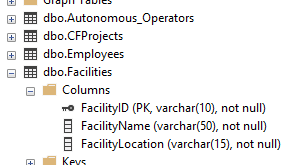 Graph Tables
dbo.Autonomous_Operators
dbo.CFProjects
dbo.Employees
dbo.Facilities
Columns
FacilityID (PK, varchar(10), not null)
FacilityName (varchar(50), not null)
FacilityLocation (varchar(15), not null)
Keys